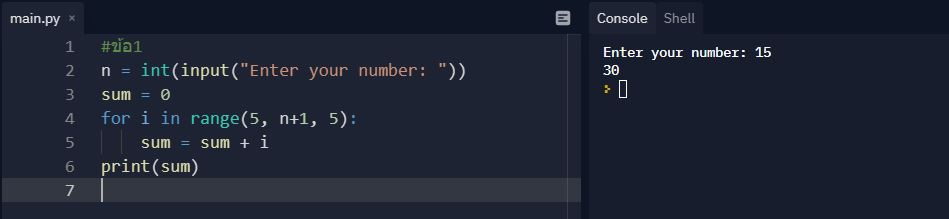 main.py ×
1 #ข้อ1
2 n = int(input("Enter your number: "))
3 sum = 0
4 for i in range(5, n+1, 5):
5     sum = sum + i
6 print(sum)
7
Console Shell
Enter your number: 15
30